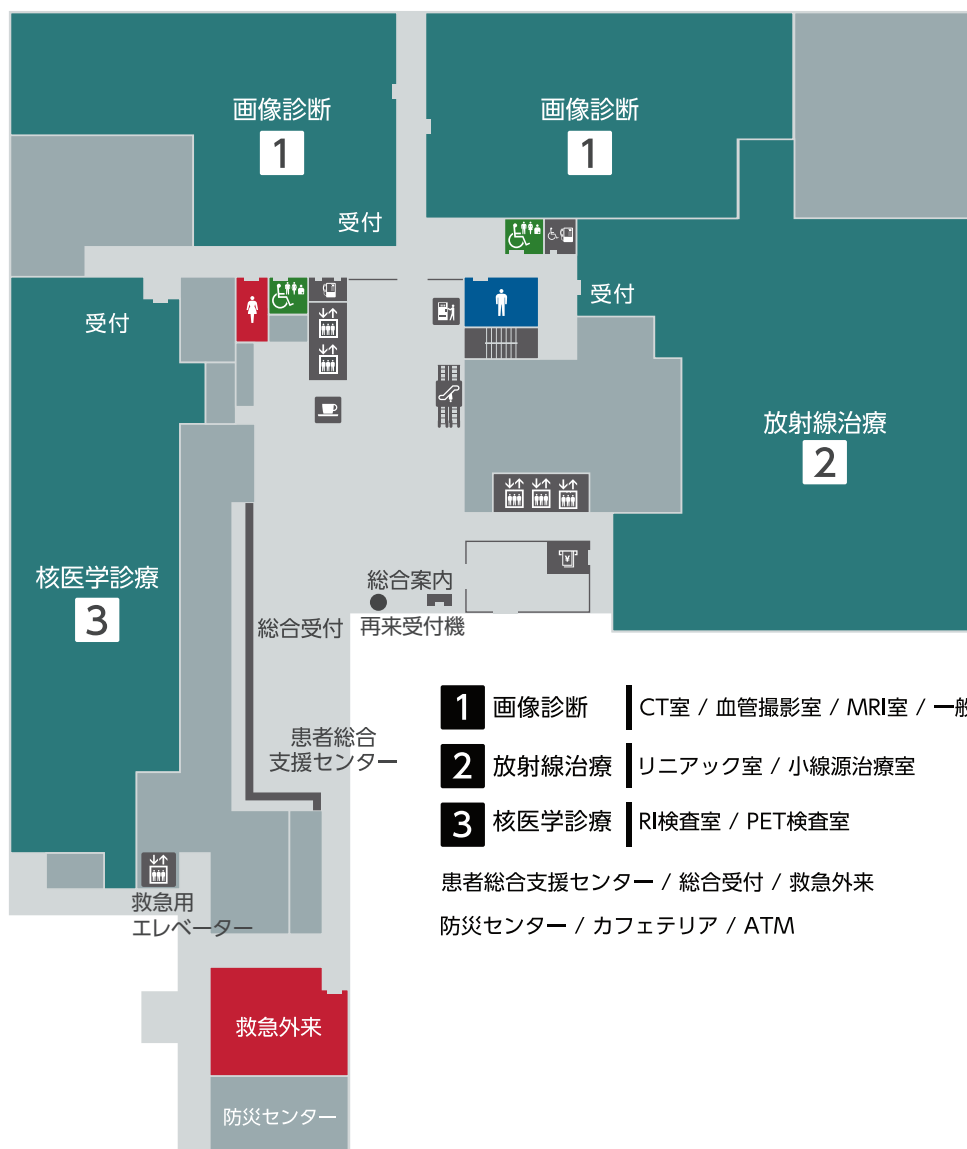 画像診断
1
画像診断
1
受付
受付
受付
放射線治療
2
核医学診療
3
¥
総合案内
再来受付機
総合受付
患者総合
支援センター
救急用
エレベーター
救急外来
防災センター
1 画像診断 CT室 / 血管撮影室 / MRI室 / 一般
2 放射線治療 リニアック室 / 小線源治療室
3 核医学診療 RI検査室 / PET検査室
患者総合支援センター / 総合受付 / 救急外来
防災センター / カフェテリア / ATM